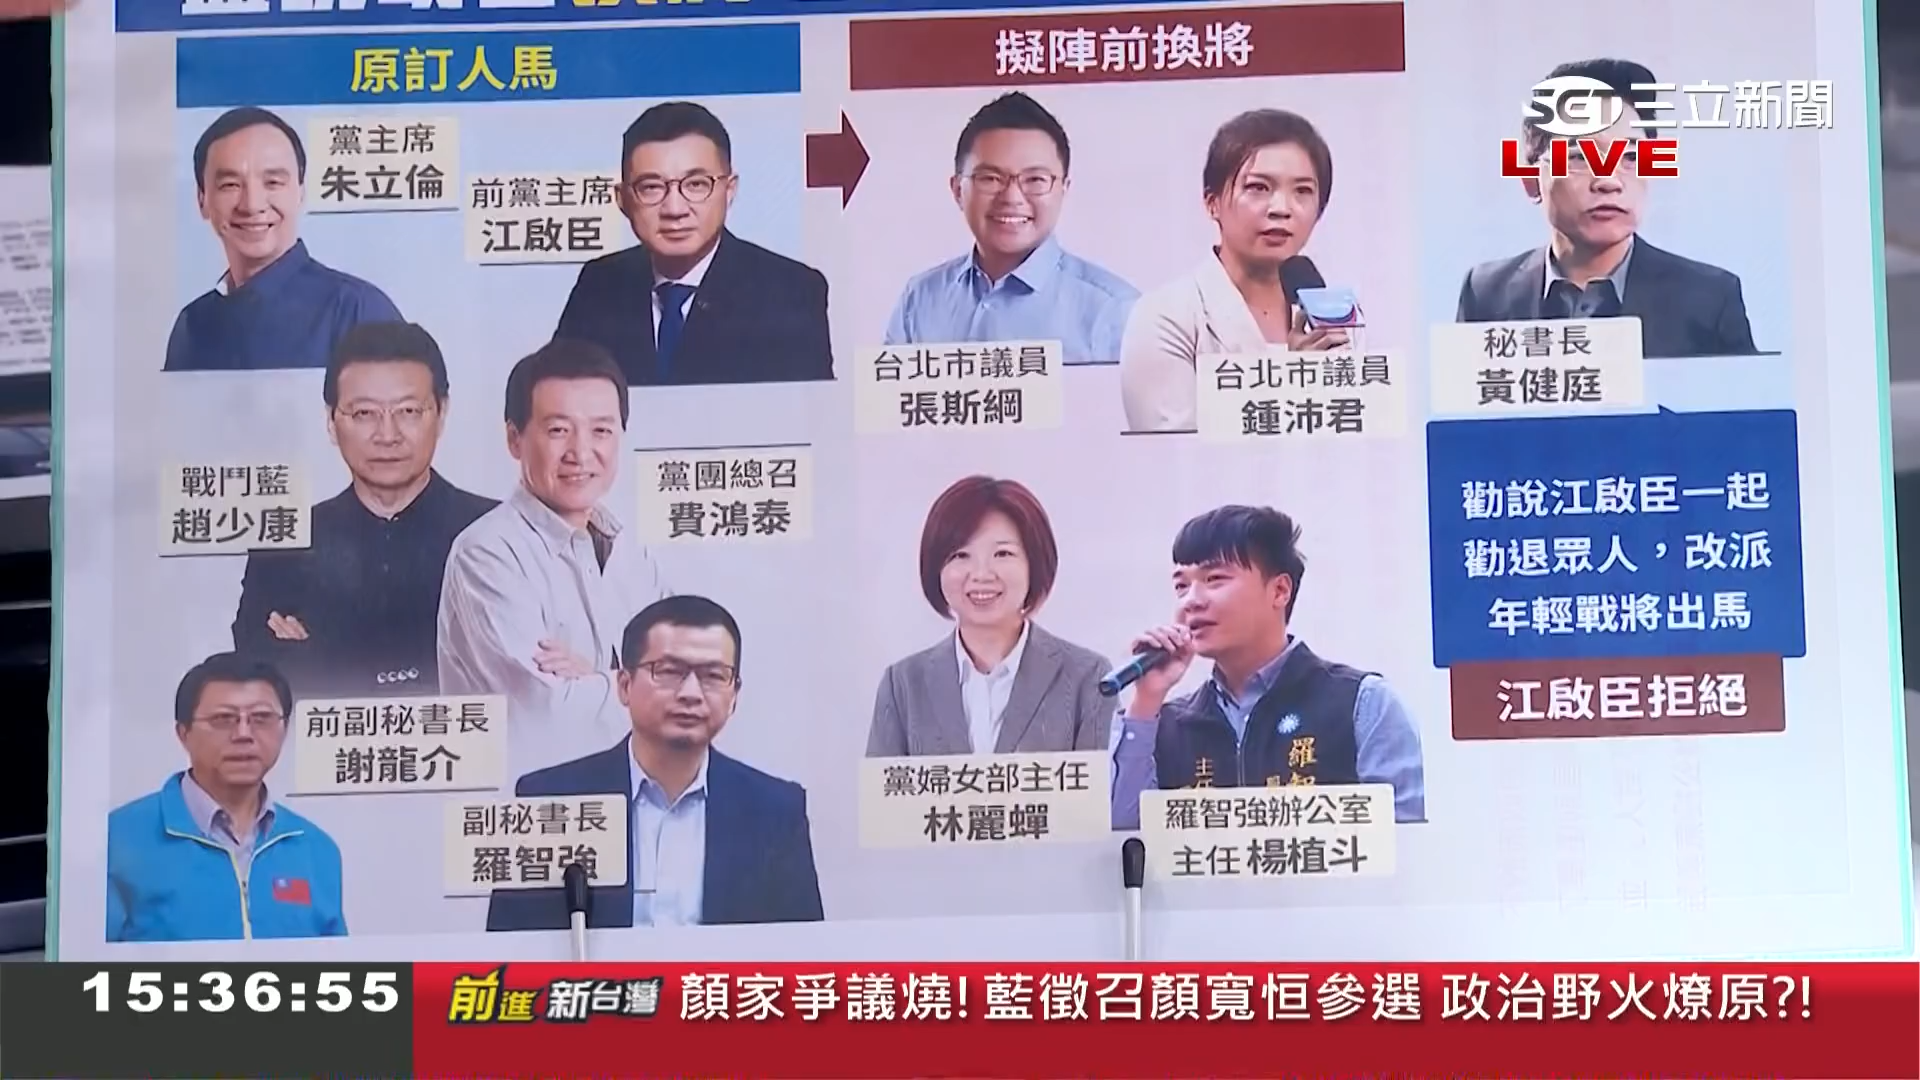 原訂人馬
擬陣前換將
SET三立新聞
LIVE
黨主席
朱立倫
前黨主席
江啟臣
台北市議員
張斯綱
台北市議員
鍾沛君
秘書長
黃健庭
戰鬥藍
趙少康
黨團總召
費鴻泰
勸說江啟臣一起
勸退眾人,改派
年輕戰將出馬
江啟臣拒絕
前副秘書長
謝龍介
副秘書長
羅智強
黨婦女部主任
林麗蟬
羅智
主任
羅智強辦公室
主任 楊植斗
15:36:55
前進新台灣
顏家爭議燒!藍徵召顏寬恒參選 政治野火燎原?!